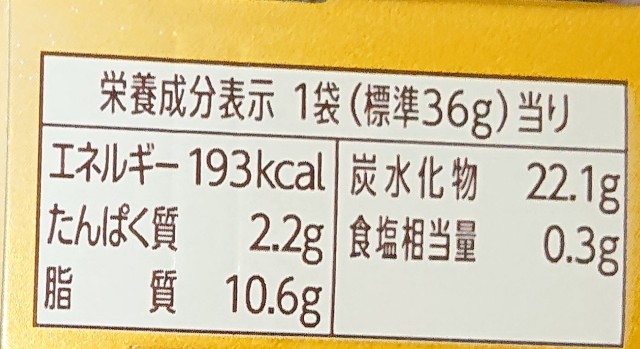 栄養成分表示 1袋(標準36g)当り
エネルギー 193kcal
たんぱく質 2.2g
脂質 10.6g
炭水化物 22.1g
食塩相当量 0.3g